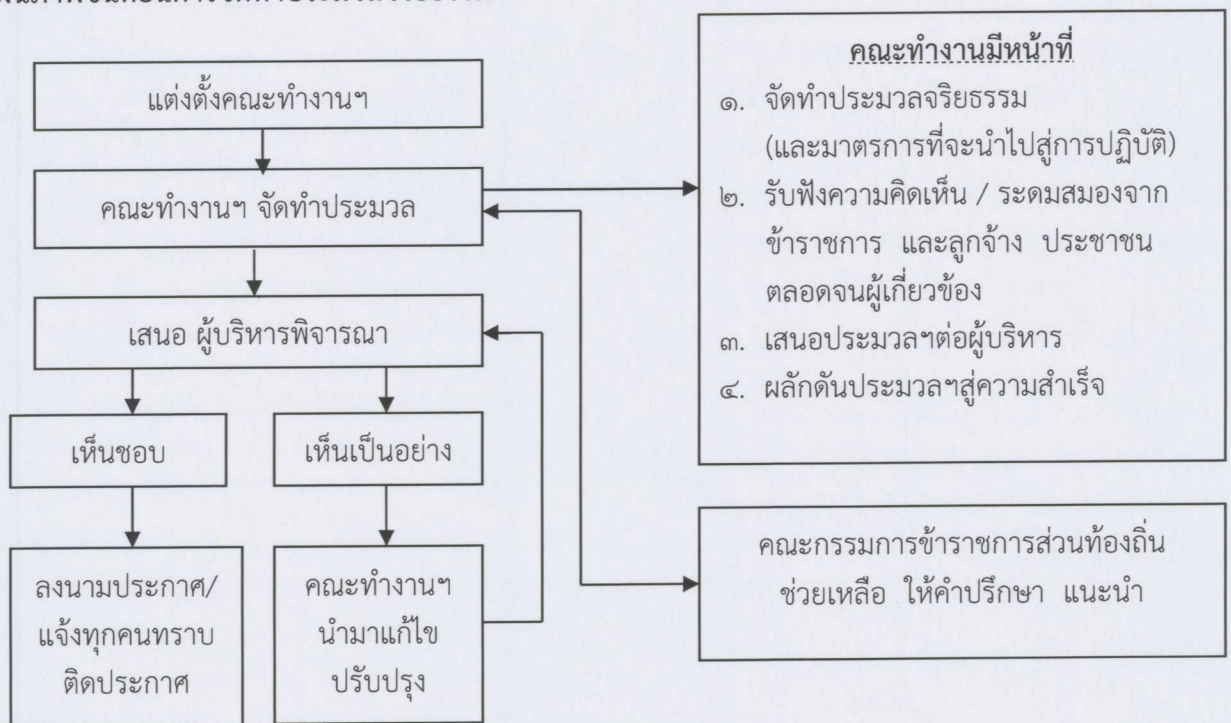 แต่งตั้งคณะทำงานฯ
คณะทำงานฯ จัดทำประมวล
เสนอ ผู้บริหารพิจารณา
เห็นชอบ
เห็นเป็นอย่าง
ลงนามประกาศ/
แจ้งทุกคนทราบ
ติดประกาศ
คณะทำงานฯ
นำมาแก้ไข
ปรับปรุง
คณะทำงานมีหน้าที่
๑. จัดทำประมวลจริยธรรม
(และมาตรการที่จะนำไปสู่การปฏิบัติ)
๒. รับฟังความคิดเห็น / ระดมสมองจาก
ข้าราชการ และลูกจ้าง ประชาชน
ตลอดจนผู้เกี่ยวข้อง
๓. เสนอประมวลฯต่อผู้บริหาร
๔. ผลักดันประมวลฯสู่ความสำเร็จ
คณะกรรมการข้าราชการส่วนท้องถิ่น
ช่วยเหลือ ให้คำปรึกษา แนะนำ